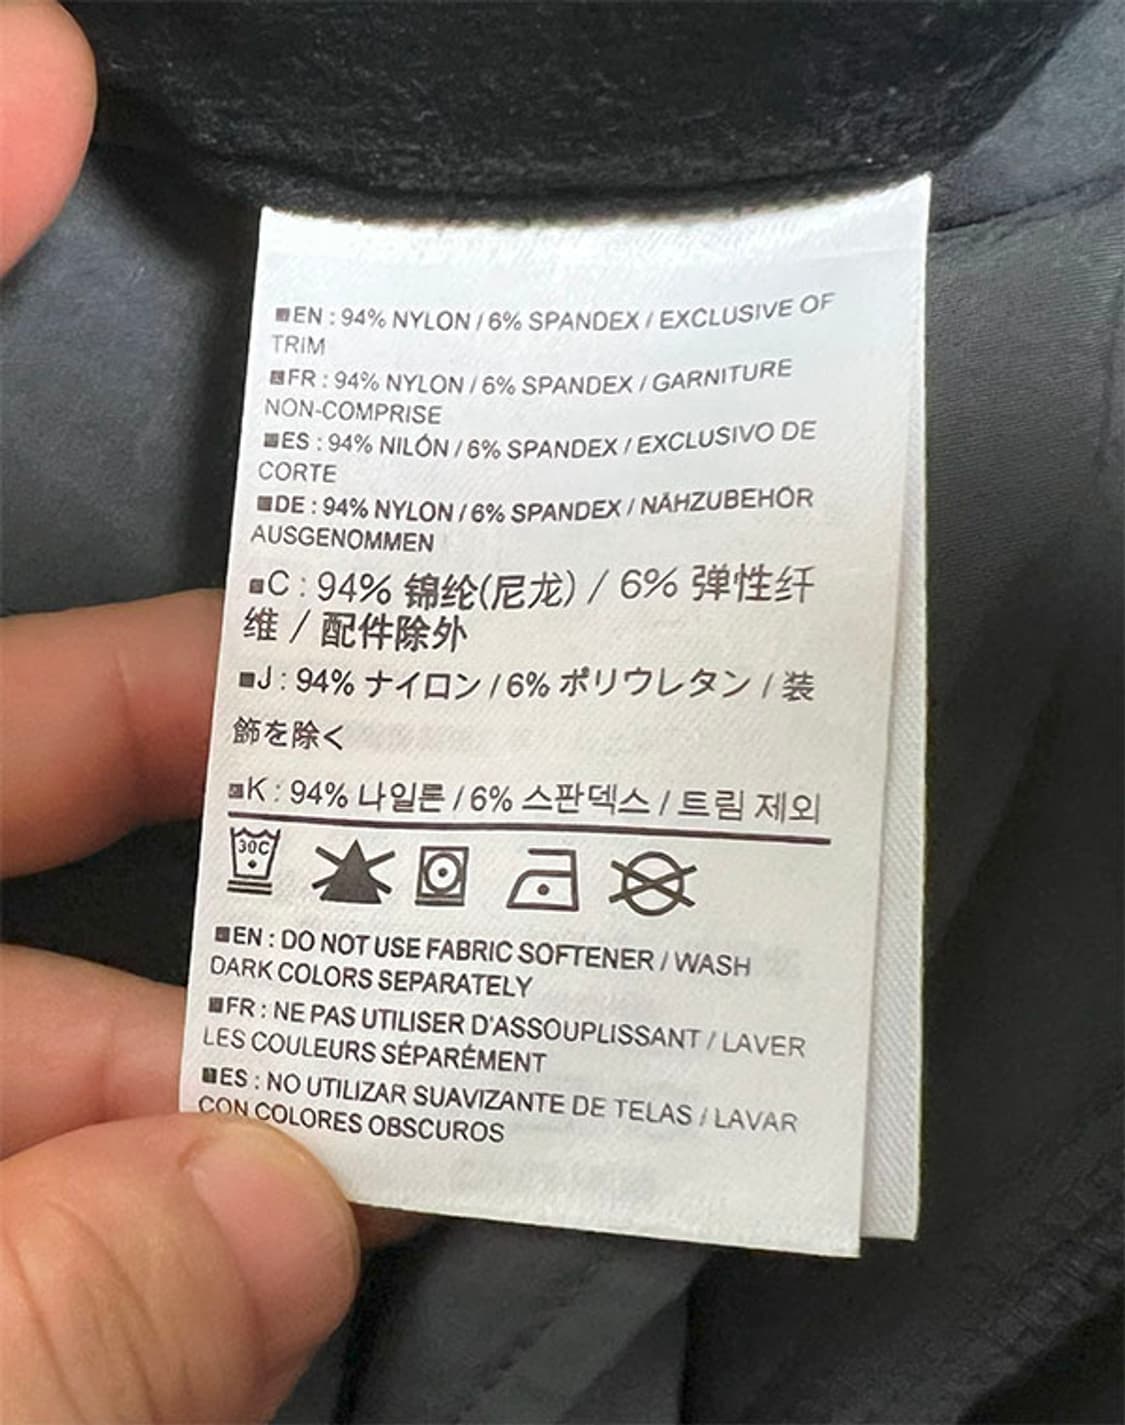 ■EN : 94% NYLON / 6% SPANDEX / EXCLUSIVE OF
TRIM
■FR : 94% NYLON / 6% SPANDEX / GARNITURE
NON-COMPRISE
■ES : 94% NILÓN / 6% SPANDEX / EXCLUSIVO DE
CORTE
■DE : 94% NYLON / 6% SPANDEX / NÄHZUBEHÖR
AUSGENOMMEN
■C : 94% 锦纶(尼龙) / 6% 弹性纤
维 / 配件除外
■J : 94% ナイロン / 6% ポリウレタン / 装
飾を除く
■K : 94% 나일론 / 6% 스판덱스 / 트림 제외
30C
■EN : DO NOT USE FABRIC SOFTENER / WASH
DARK COLORS SEPARATELY
■FR : NE PAS UTILISER D'ASSOUPLISSANT / LAVER
LES COULEURS SÉPARÉMENT
■ES : NO UTILIZAR SUAVIZANTE DE TELAS / LAVAR
CON COLORES OBSCUROS